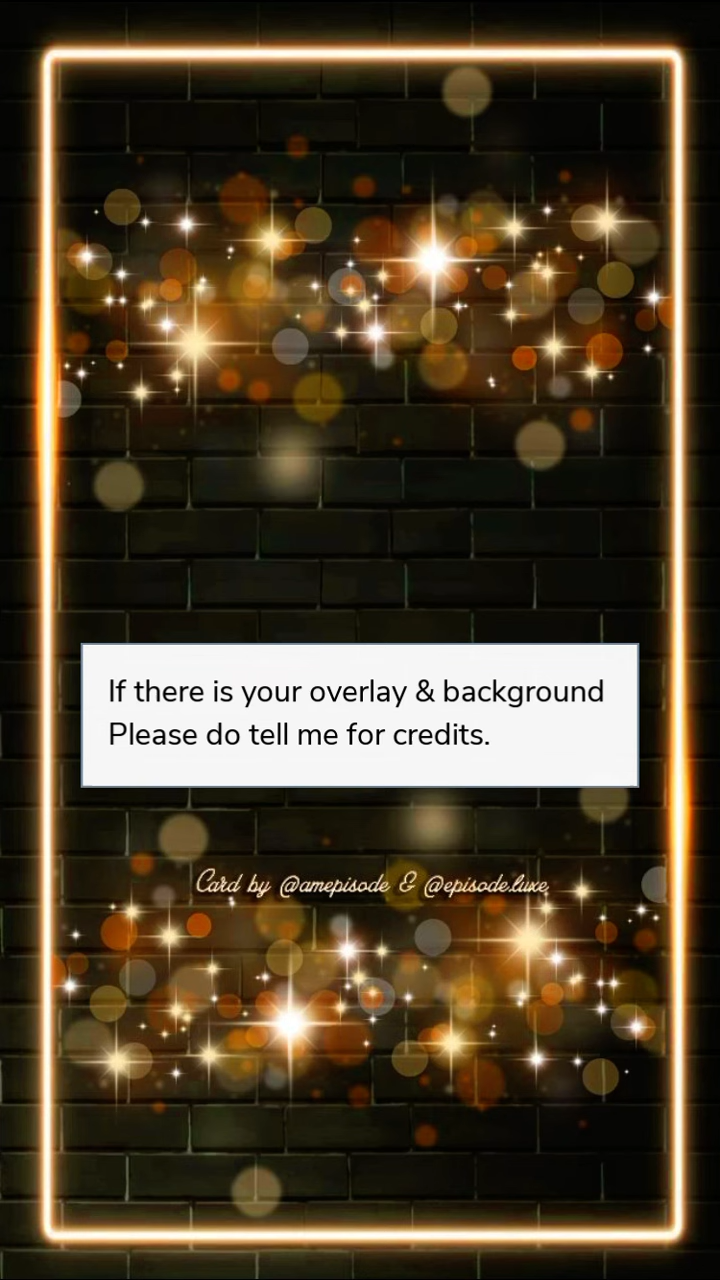 If there is your overlay & background
Please do tell me for credits.
Card by @amepisode & @episode.luxe